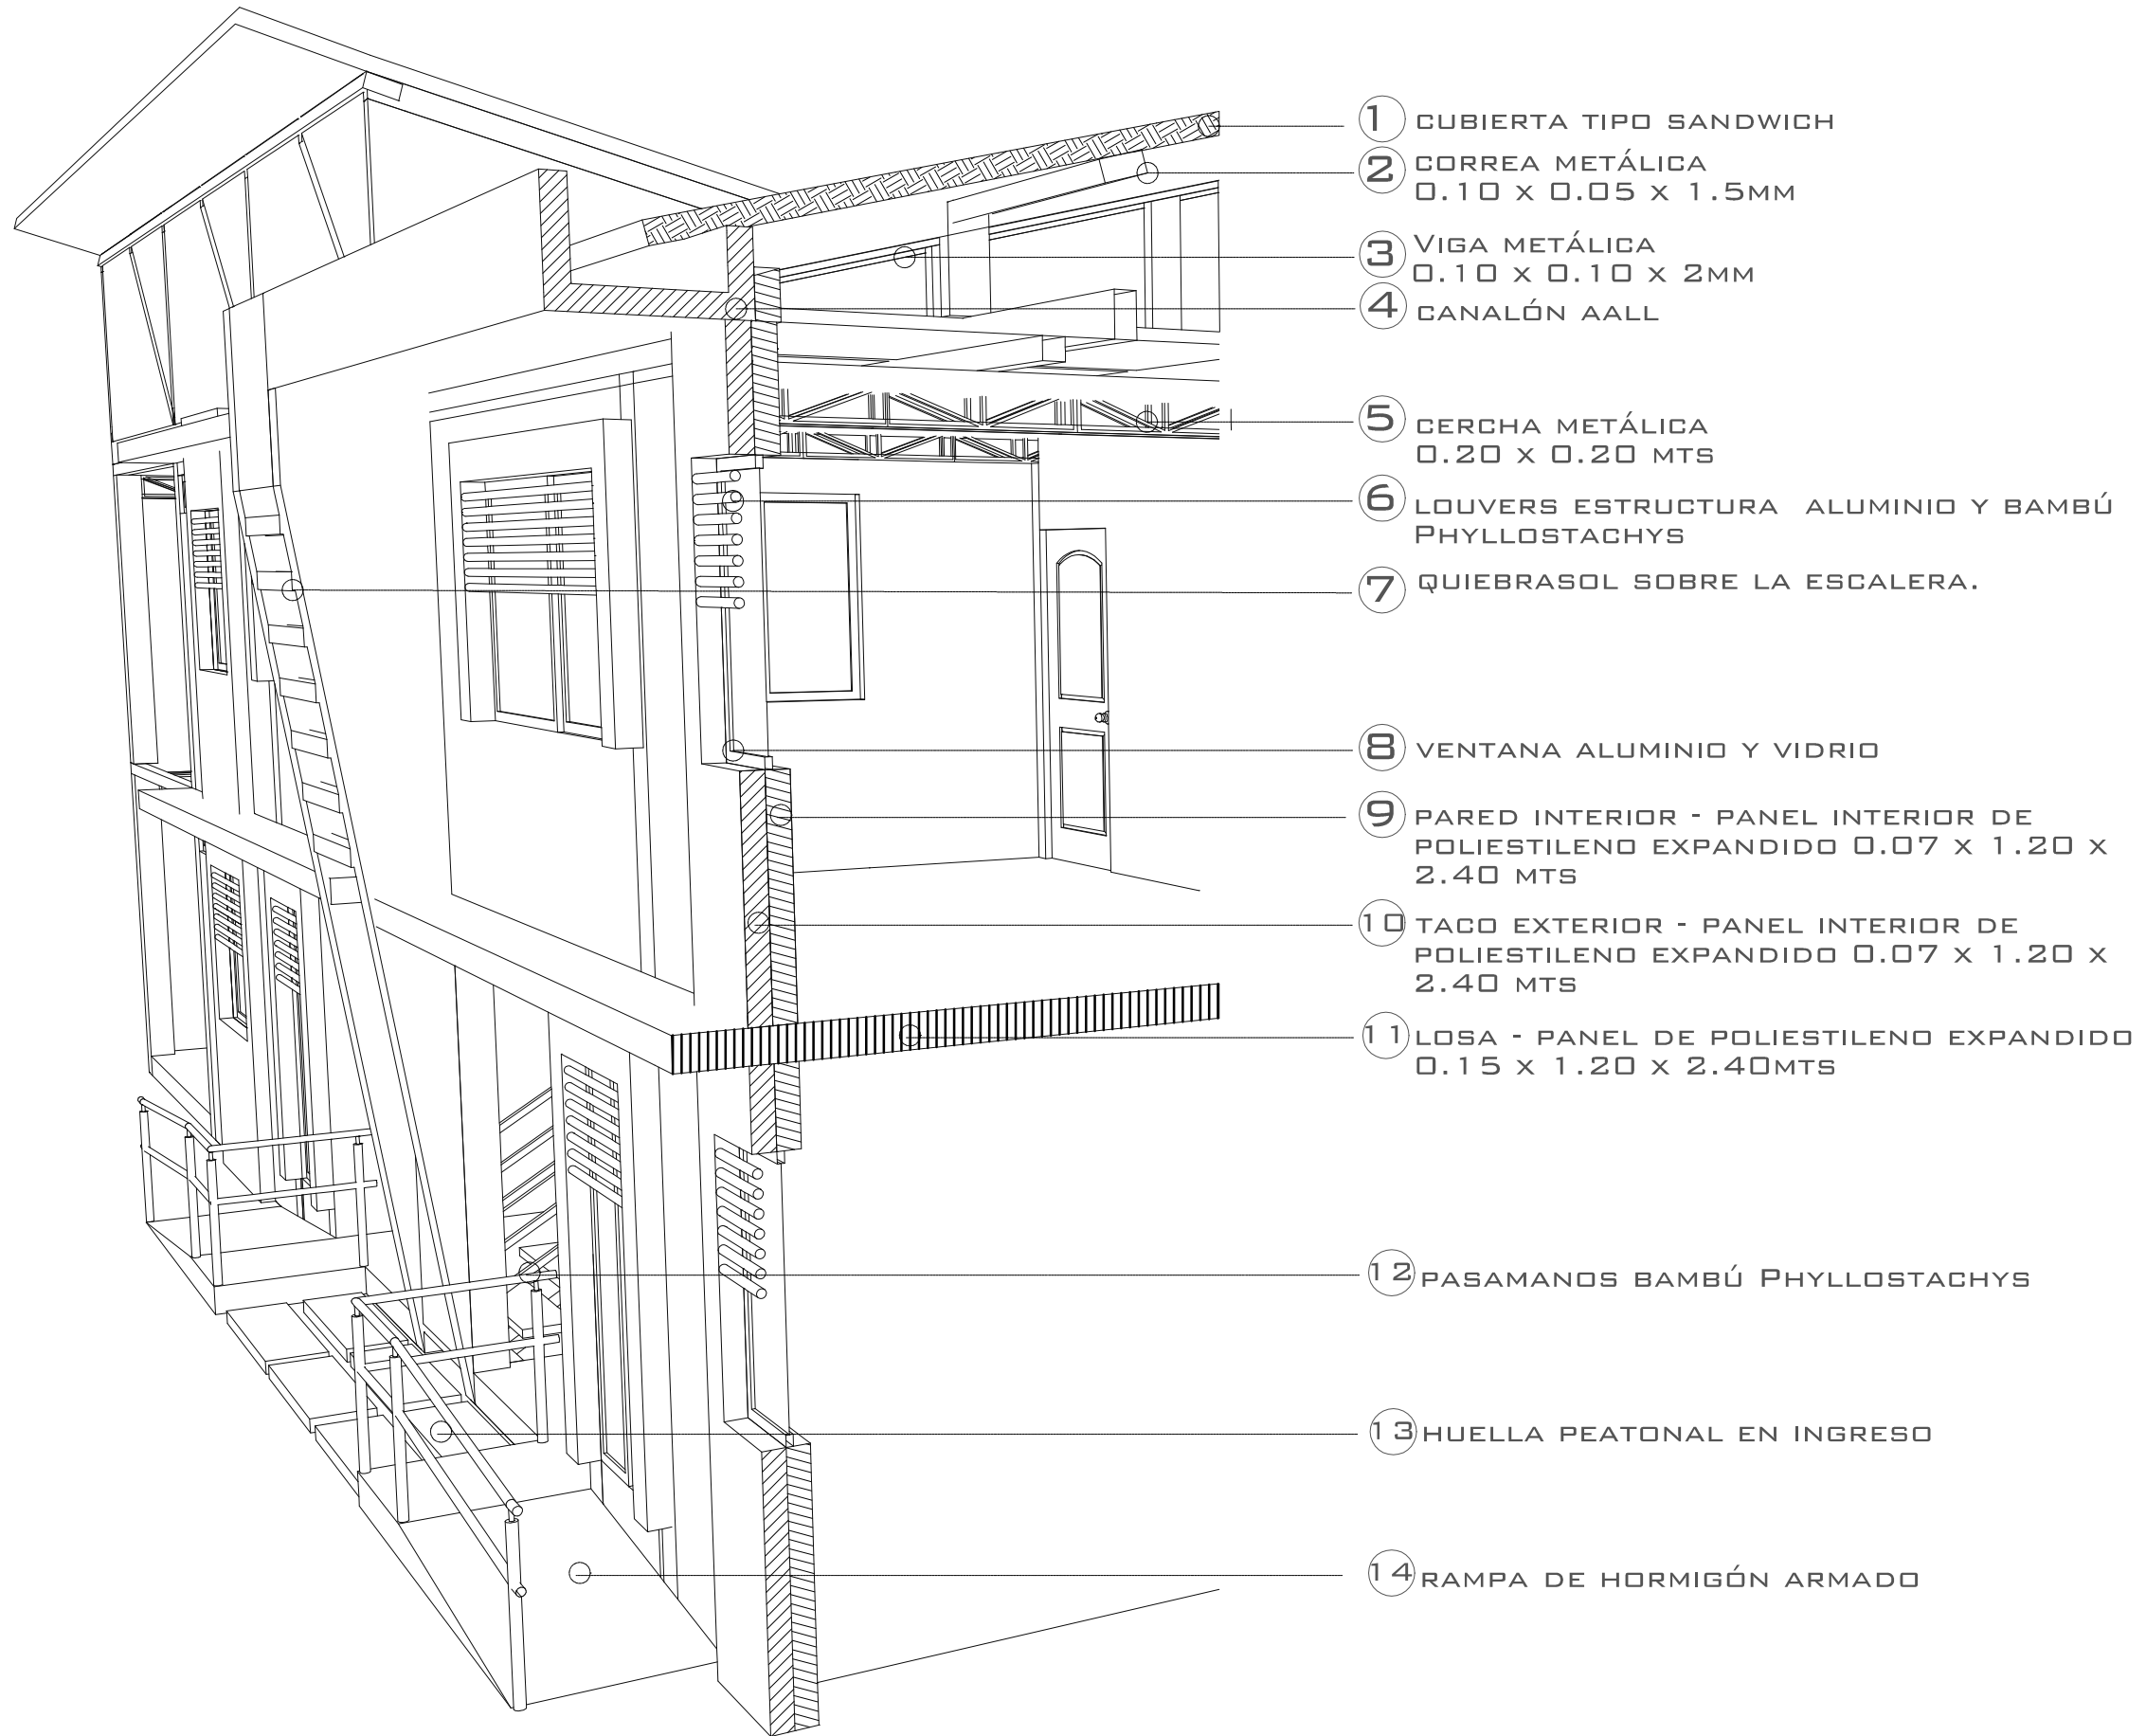 1 CUBIERTA TIPO SANDWICH
2 CORREA METÁLICA
0.10 X 0.05 X 1.5MM
3 VIGA METÁLICA
0.10 X 0.10 X 2MM
4 CANALÓN AALL
5 CERCHA METÁLICA
0.20 X 0.20 MTS
6 LOUVERS ESTRUCTURA ALUMINIO Y BAMBÚ
PHYLLOSTACHYS
7 QUIEBRASOL SOBRE LA ESCALERA.
8 VENTANA ALUMINIO Y VIDRIO
9 PARED INTERIOR - PANEL INTERIOR DE
POLIESTILENO EXPANDIDO 0.07 X 1.20 X
2.40 MTS
10 TACO EXTERIOR - PANEL INTERIOR DE
POLIESTILENO EXPANDIDO 0.07 X 1.20 X
2.40 MTS
11 LOSA - PANEL DE POLIESTILENO EXPANDIDO
0.15 X 1.20 X 2.40MTS
12 PASAMANOS BAMBÚ PHYLLOSTACHYS
13 HUELLA PEATONAL EN INGRESO
14 RAMPA DE HORMIGÓN ARMADO